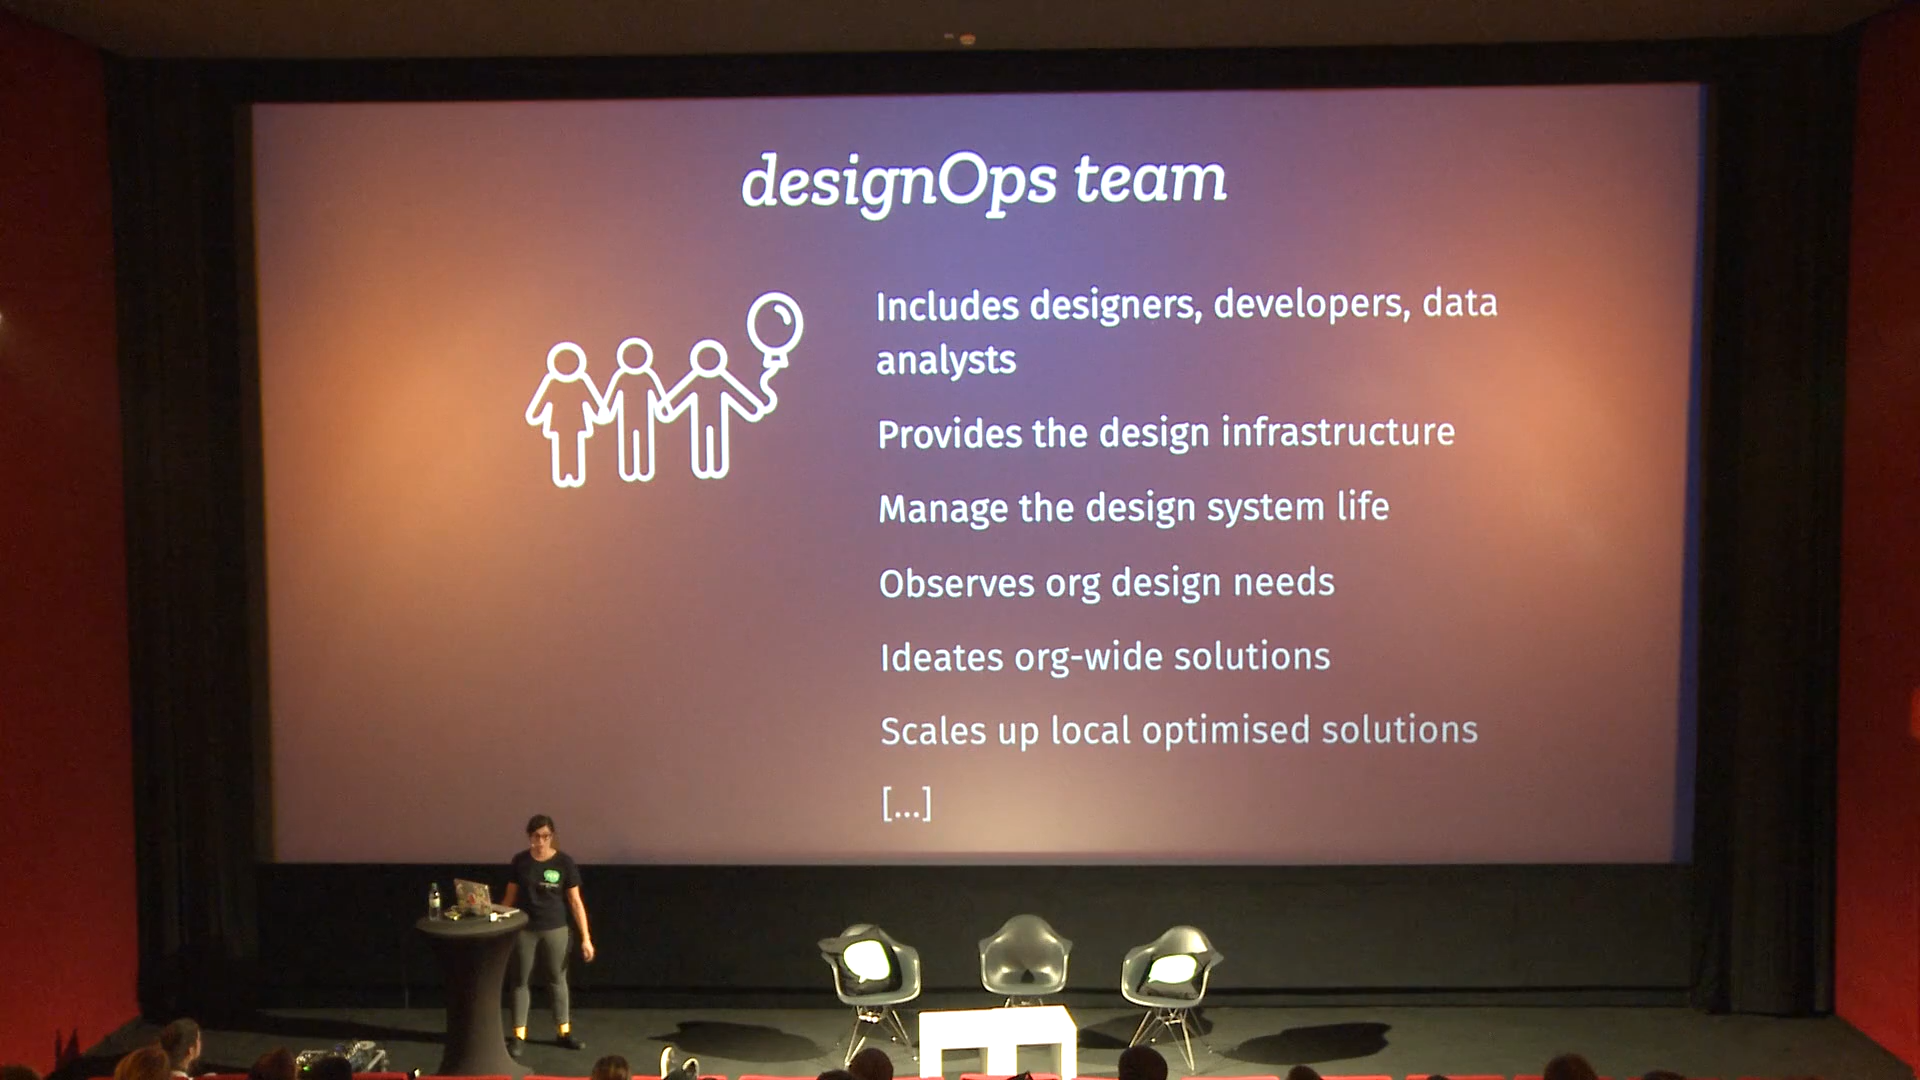 designOps team
Includes designers, developers, data
analysts
Provides the design infrastructure
Manage the design system life
Observes org design needs
Ideates org-wide solutions
Scales up local optimised solutions
[...]